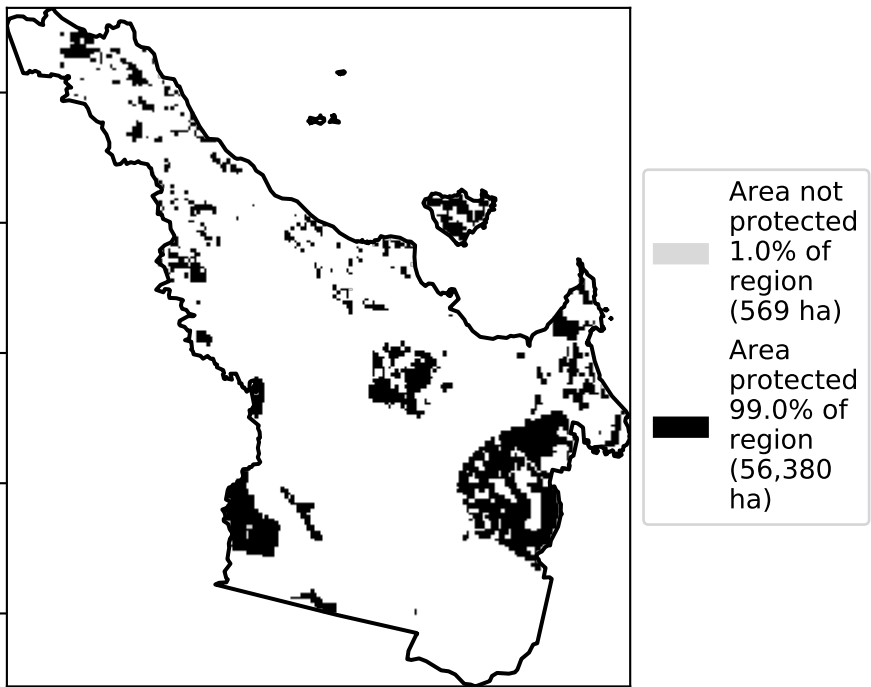 Area not
protected
1.0% of
region
(569 ha)
Area
protected
99.0% of
region
(56,380
ha)